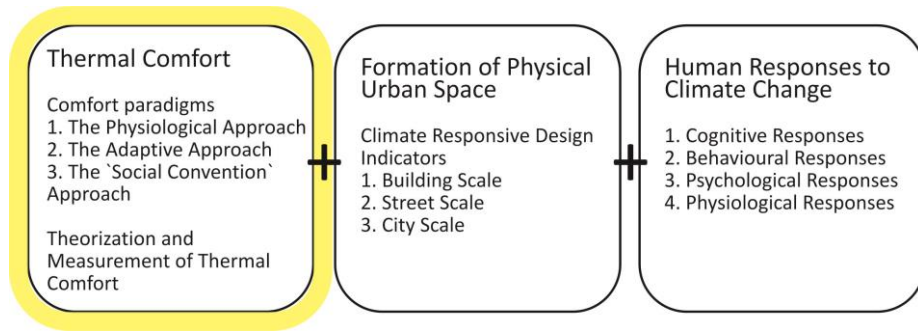 Thermal Comfort
Comfort paradigms
1. The Physiological Approach
2. The Adaptive Approach
3. The `Social Convention`
Approach
Theorization and
Measurement of Thermal
Comfort
+
Formation of Physical
Urban Space
Climate Responsive Design
Indicators
1. Building Scale
2. Street Scale
3. City Scale
+
Human Responses to
Climate Change
1. Cognitive Responses
2. Behavioural Responses
3. Psychological Responses
4. Physiological Responses